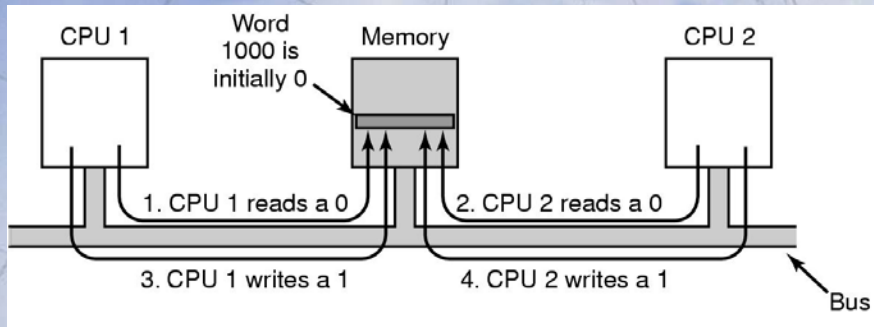 CPU 1
Word
1000 is
initially 0
Memory
CPU 2
1. CPU 1 reads a 0
2. CPU 2 reads a 0
3. CPU 1 writes a 1
4. CPU 2 writes a 1
Bus